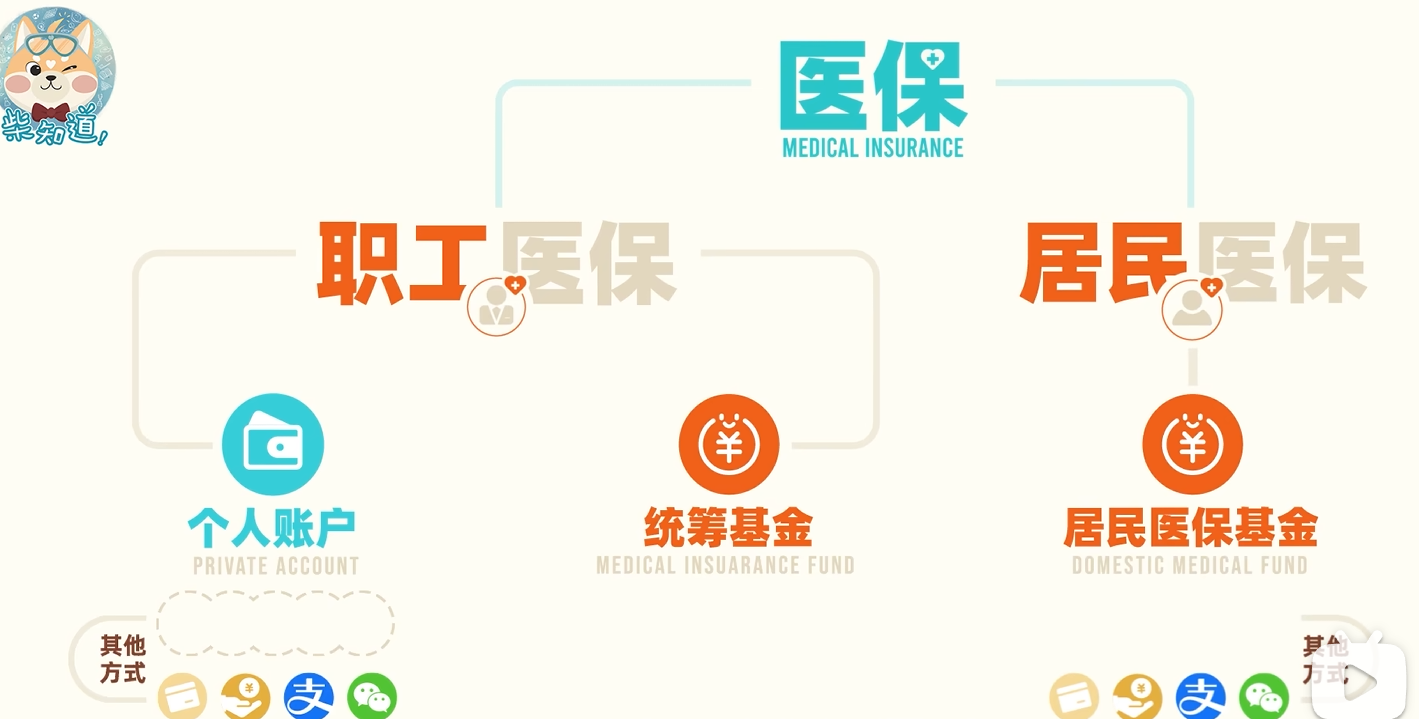 柴知道!
医保
MEDICAL INSURANCE
职工医保
居民医保
个人账户
PRIVATE ACCOUNT
统筹基金
MEDICAL INSUARANCE FUND
居民医保基金
DOMESTIC MEDICAL FUND
其他
方式
支
其他
方式
支